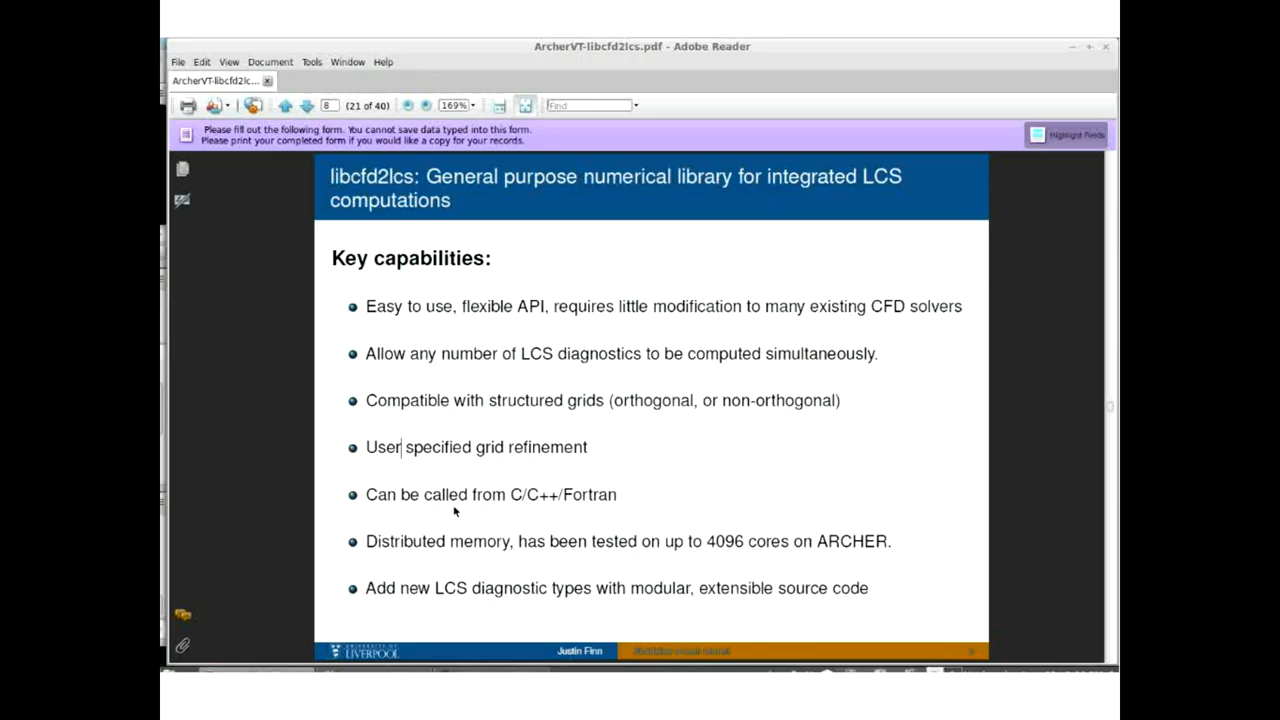 ArcherVT-libcfd2lcs.pdf - Adobe Reader
File Edit View Document Tools Window Help
ArcherVT-libcfd2lc...
8 (21 of 40) 169% Find
Please fill out the following form. You cannot save data typed into this form.
Please print your completed form if you would like a copy for your records.
Highlight Fields
libcfd2lcs: General purpose numerical library for integrated LCS
computations
Key capabilities:
Easy to use, flexible API, requires little modification to many existing CFD solvers
Allow any number of LCS diagnostics to be computed simultaneously.
Compatible with structured grids (orthogonal, or non-orthogonal)
User specified grid refinement
Can be called from C/C++/Fortran
Distributed memory, has been tested on up to 4096 cores on ARCHER.
Add new LCS diagnostic types with modular, extensible source code
UNIVERSITY OF
LIVERPOOL
Justin Finn